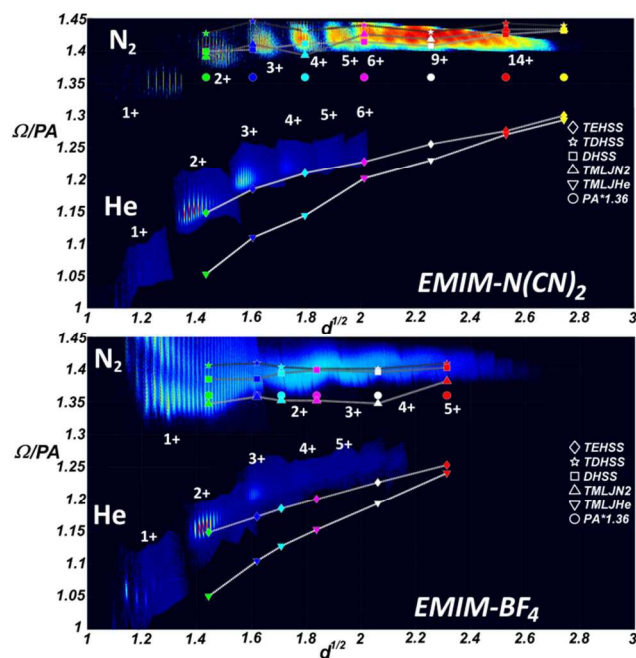 1.45
N2
1.4
2+
3+
4+
5+
6+
9+
14+
1.35
1+
Ω/PA
1.3
TEHSS
TDHSS
DHSS
TMLJN2
TMLJHe
PA*1.36
1.25
3+
4+
5+
6+
1.2
2+
He
1.15
1.1
1+
1.05
EMIM-N(CN)2
1
1 1.2 1.4 1.6 1.8 2 2.2 2.4 2.6 2.8 3
d^1/2
1.45
N2
1.4
1.35
1+
2+
3+
4+
5+
Ω/PA
1.3
TEHSS
TDHSS
DHSS
TMLJN2
TMLJHe
PA*1.36
1.25
3+
4+
5+
1.2
2+
He
1.15
1+
1.1
1.05
EMIM-BF4
1
1 1.2 1.4 1.6 1.8 2 2.2 2.4 2.6 2.8 3
d^1/2